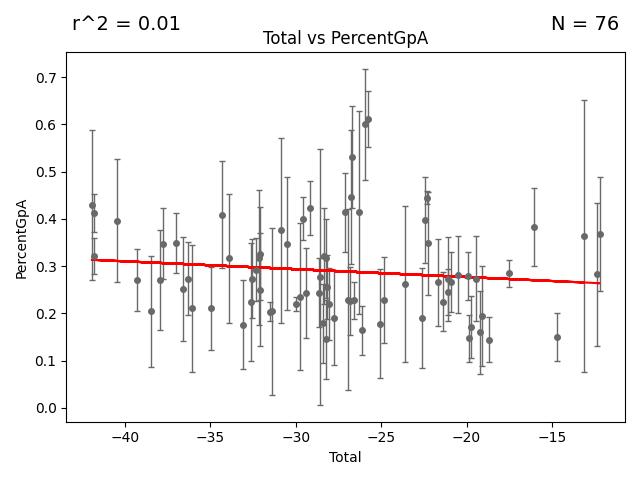 r^2 = 0.01
N = 76
Total vs PercentGpA
0.7
0.6
0.5
0.4
0.3
0.2
0.1
0.0
PercentGpA
−40
−35
−30
−25
−20
−15
Total